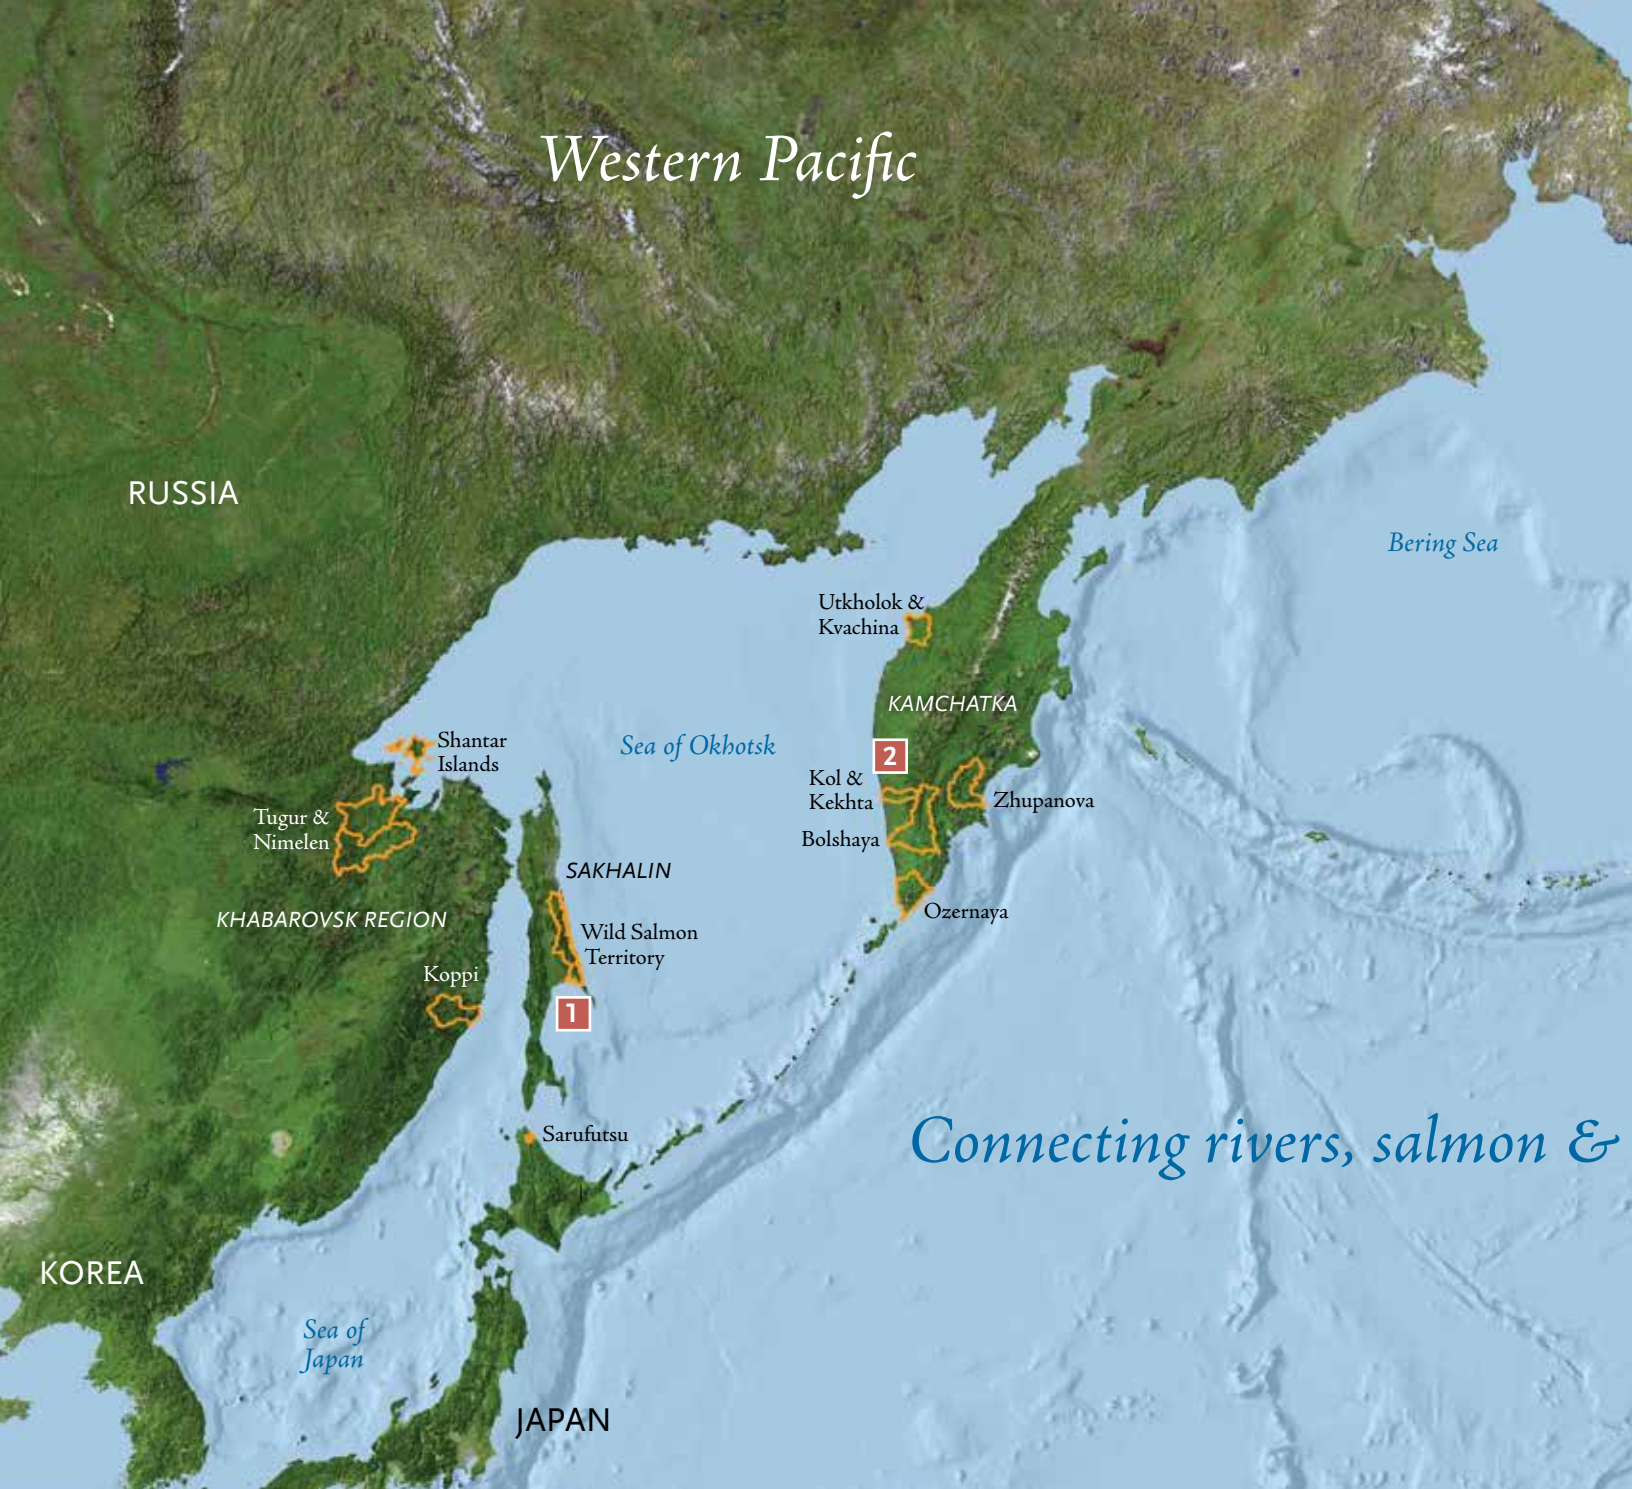 Western Pacific
RUSSIA
Bering Sea
Utkholok &
Kvachina
KAMCHATKA
Shantar
Islands
Sea of Okhotsk
2
Kol &
Kekhta
Zhupanova
Tugur &
Nimelen
Bolshaya
SAKHALIN
Ozernaya
KHABAROVSK REGION
Wild Salmon
Territory
Koppi
1
Sarufutsu
Connecting rivers, salmon &
KOREA
Sea of
Japan
JAPAN